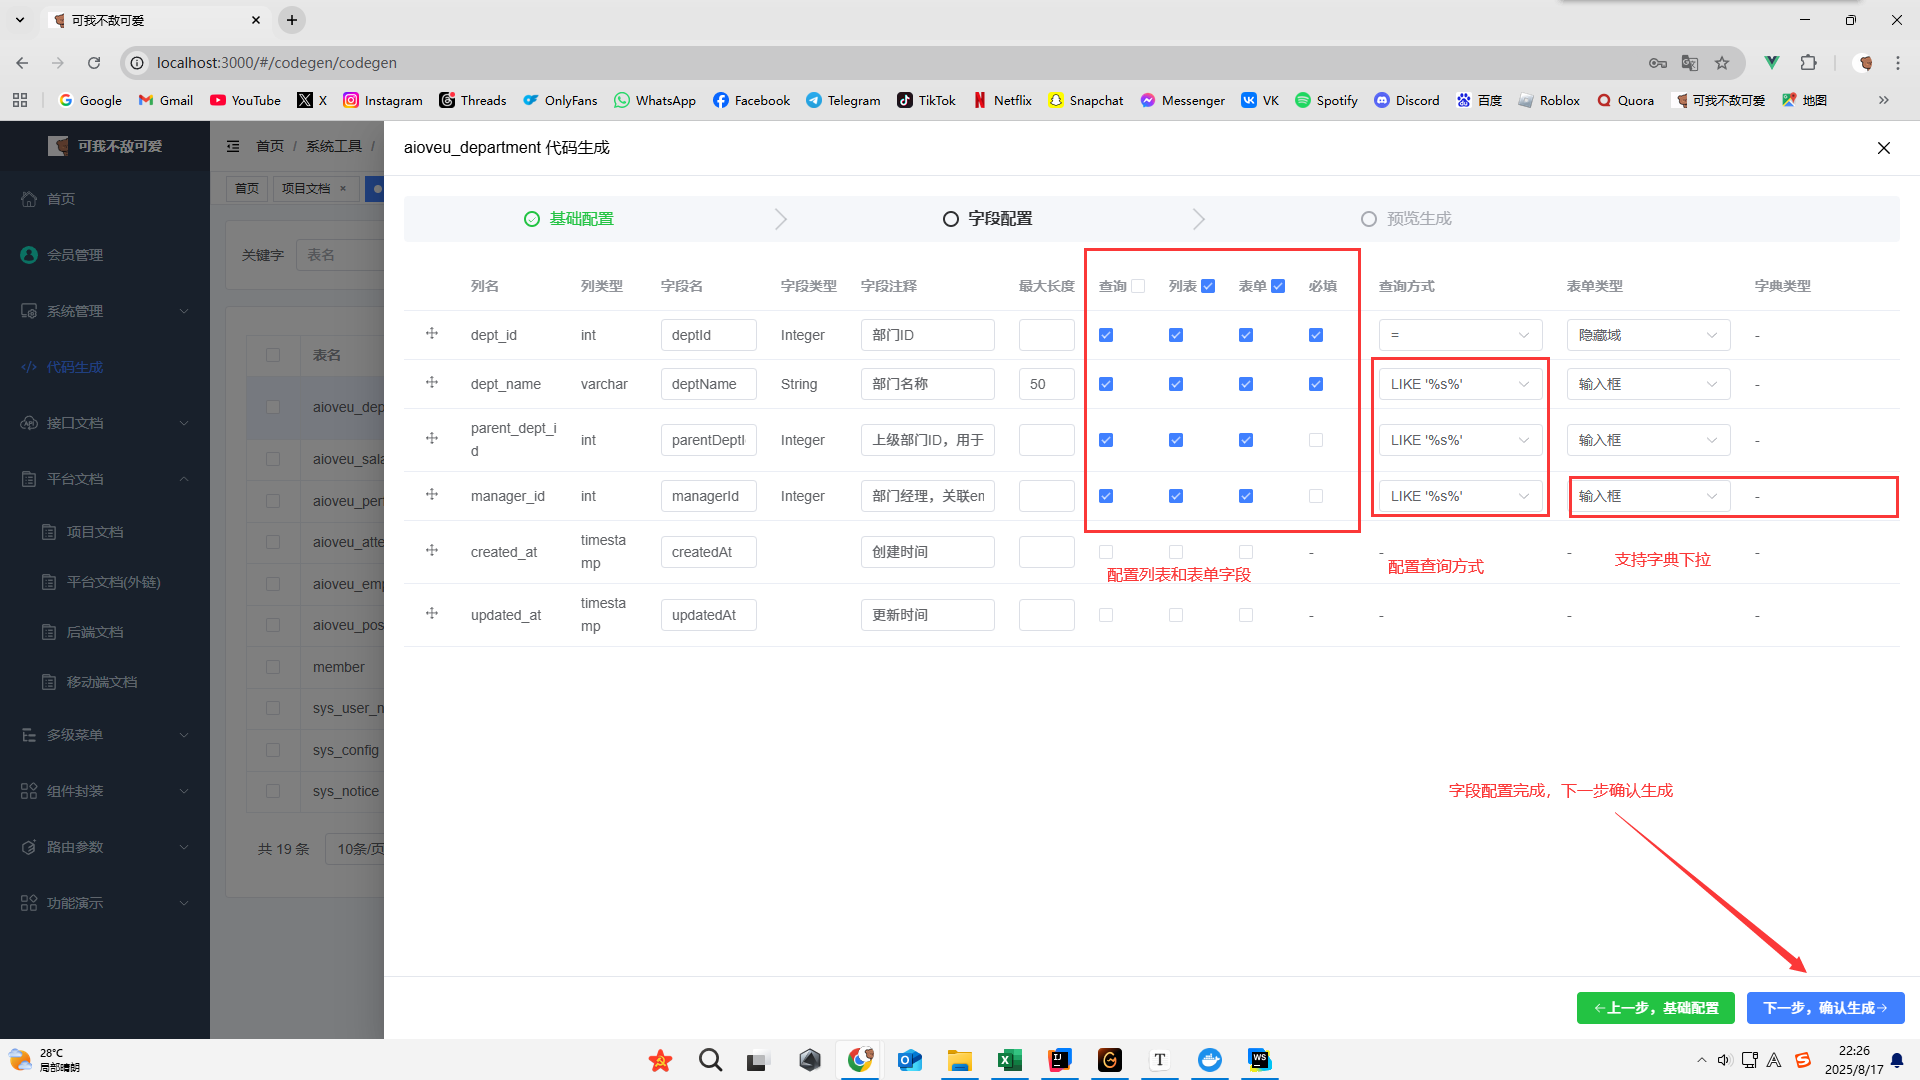 可我不敌可爱
localhost:3000/#/codegen/codegen
Google Gmail YouTube X Instagram Threads OnlyFans WhatsApp Facebook Telegram TikTok Netflix Snapchat Messenger VK Spotify Discord 百度 Roblox Quora 可我不敌可爱 地图
可我不敌可爱
首页 / 系统工具 /
aioveu_department 代码生成
首页
会员管理
系统管理
代码生成
接口文档
平台文档
项目文档
平台文档(外链)
后端文档
移动端文档
多级菜单
组件封装
路由参数
功能演示
首页 项目文档
关键字 表名
表名
aioveu_dep
aioveu_sala
aioveu_per
aioveu_atte
aioveu_emp
aioveu_pos
member
sys_user_n
sys_config
sys_notice
共 19 条 10条/页
基础配置 字段配置 预览生成
列名 列类型 字段名 字段类型 字段注释 最大长度 查询 列表 表单 必填 查询方式 表单类型 字典类型
dept_id int deptId Integer 部门ID = 隐藏域 -
dept_name varchar deptName String 部门名称 50 LIKE '%s%' 输入框 -
parent_dept_i
d int parentDeptI Integer 上级部门ID，用于 LIKE '%s%' 输入框 -
manager_id int managerId Integer 部门经理，关联em LIKE '%s%' 输入框 -
created_at timesta
mp createdAt 创建时间 - - - -
配置列表和表单字段 配置查询方式 支持字典下拉
updated_at timesta
mp updatedAt 更新时间 - - - -
字段配置完成，下一步确认生成
上一步，基础配置 下一步，确认生成
28°C
局部晴朗
22:26
2025/8/17